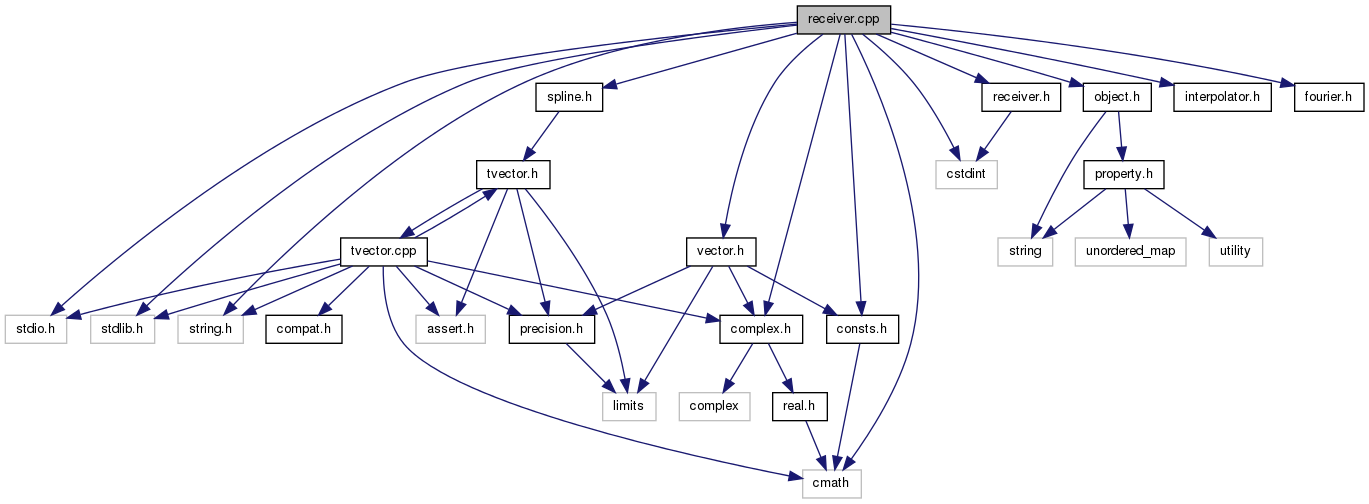 receiver.cpp
spline.h
receiver.h
object.h
interpolator.h
fourier.h
tvector.h
cstdint
property.h
tvector.cpp
vector.h
string
unordered_map
utility
stdio.h
stdlib.h
string.h
compat.h
assert.h
precision.h
complex.h
consts.h
limits
complex
real.h
cmath